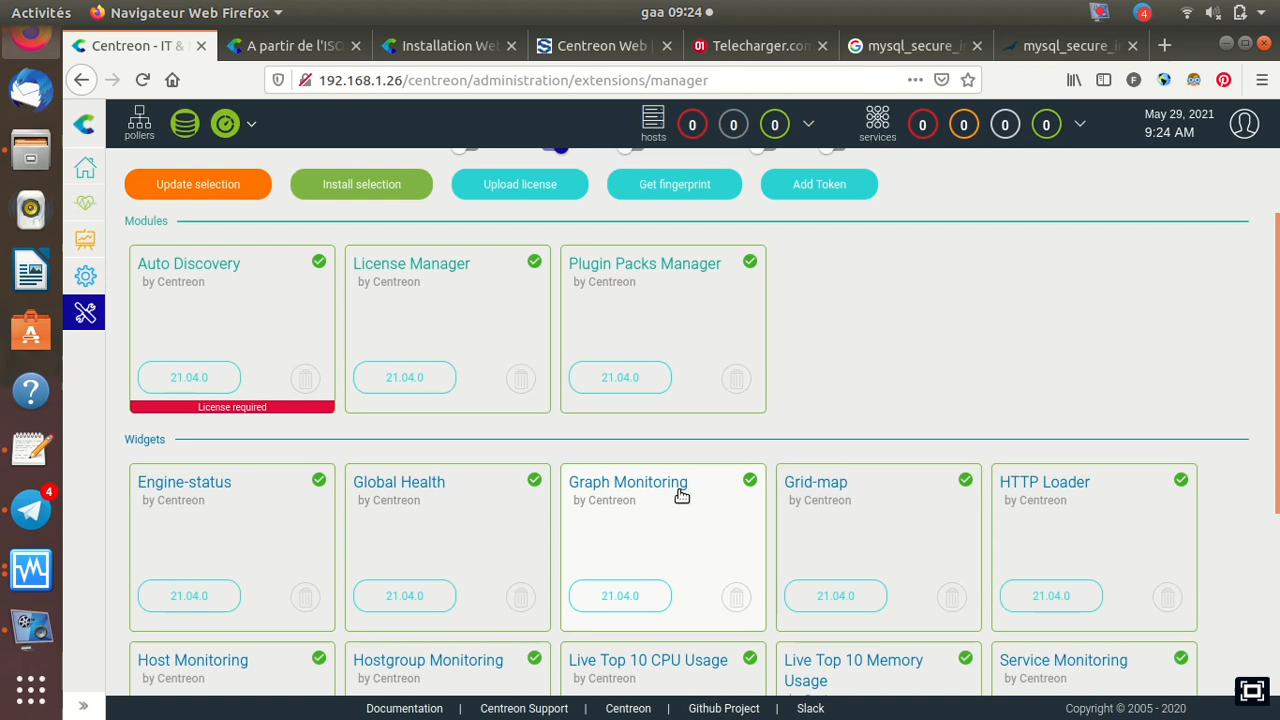 Activités
Navigateur Web Firefox
gaa 09:24
4
Centreon - IT &
A partir de l'ISO
Installation Web
Centreon Web |
01 Telecharger.con
mysql_secure_in
mysql_secure_in
192.168.1.26/centreon/administration/extensions/manager
pollers
hosts
0 0 0
services
0 0 0 0
May 29, 2021
9:24 AM
Update selection
Install selection
Upload license
Get fingerprint
Add Token
Modules
Auto Discovery
by Centreon
21.04.0
License required
License Manager
by Centreon
21.04.0
Plugin Packs Manager
by Centreon
21.04.0
Widgets
Engine-status
by Centreon
21.04.0
Global Health
by Centreon
21.04.0
Graph Monitoring
by Centreon
21.04.0
Grid-map
by Centreon
21.04.0
HTTP Loader
by Centreon
21.04.0
Host Monitoring
by Centreon
Hostgroup Monitoring
by Centreon
Live Top 10 CPU Usage
by Centreon
Live Top 10 Memory
Usage
Service Monitoring
by Centreon
4
Documentation | Centreon Support | Centreon | Github Project | Slack
Copyright © 2005 - 2020